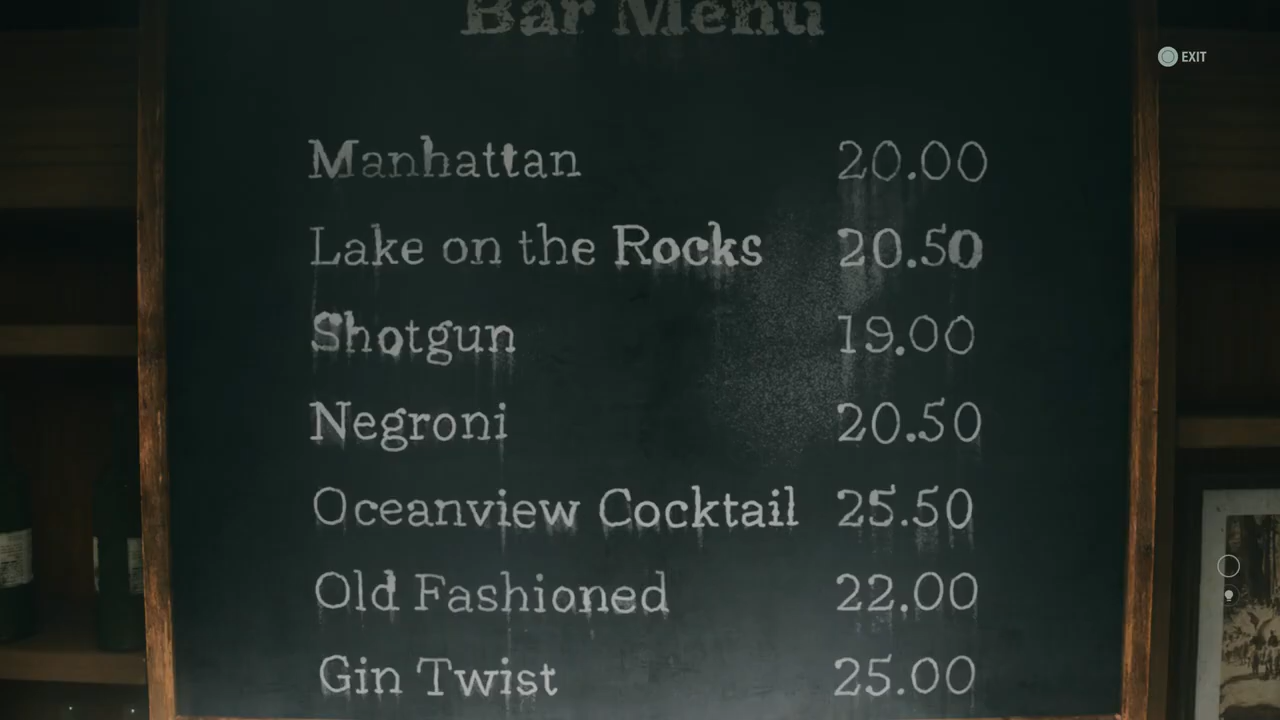 Bar Menu
EXIT
Manhattan 20.00
Lake on the Rocks 20.50
Shotgun 19.00
Negroni 20.50
Oceanview Cocktail 25.50
Old Fashioned 22.00
Gin Twist 25.00